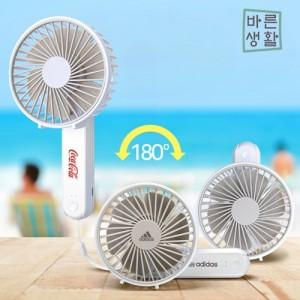 바른
생활
Coca-Cola
180°
adidas
adidas